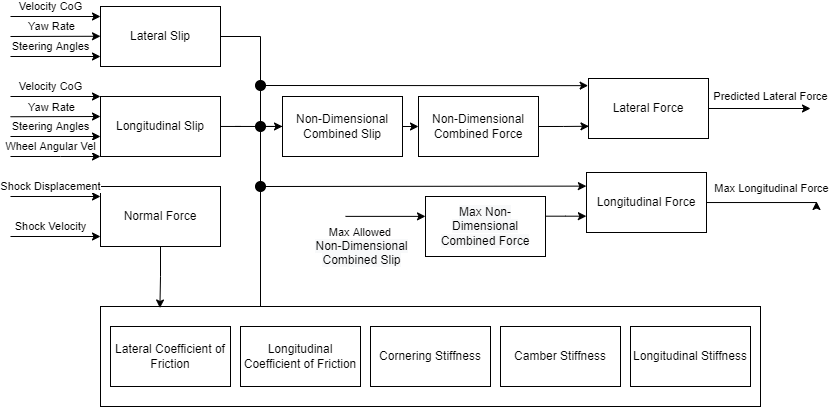 Velocity CoG
Yaw Rate
Steering Angles
Lateral Slip
Velocity CoG
Yaw Rate
Steering Angles
Wheel Angular Vel
Longitudinal Slip
Non-Dimensional
Combined Slip
Non-Dimensional
Combined Force
Lateral Force
Predicted Lateral Force
Shock Displacement
Shock Velocity
Normal Force
Max Allowed
Non-Dimensional
Combined Slip
Max Non-
Dimensional
Combined Force
Longitudinal Force
Max Longitudinal Force
Lateral Coefficient of
Friction
Longitudinal
Coefficient of Friction
Cornering Stiffness
Camber Stiffness
Longitudinal Stiffness